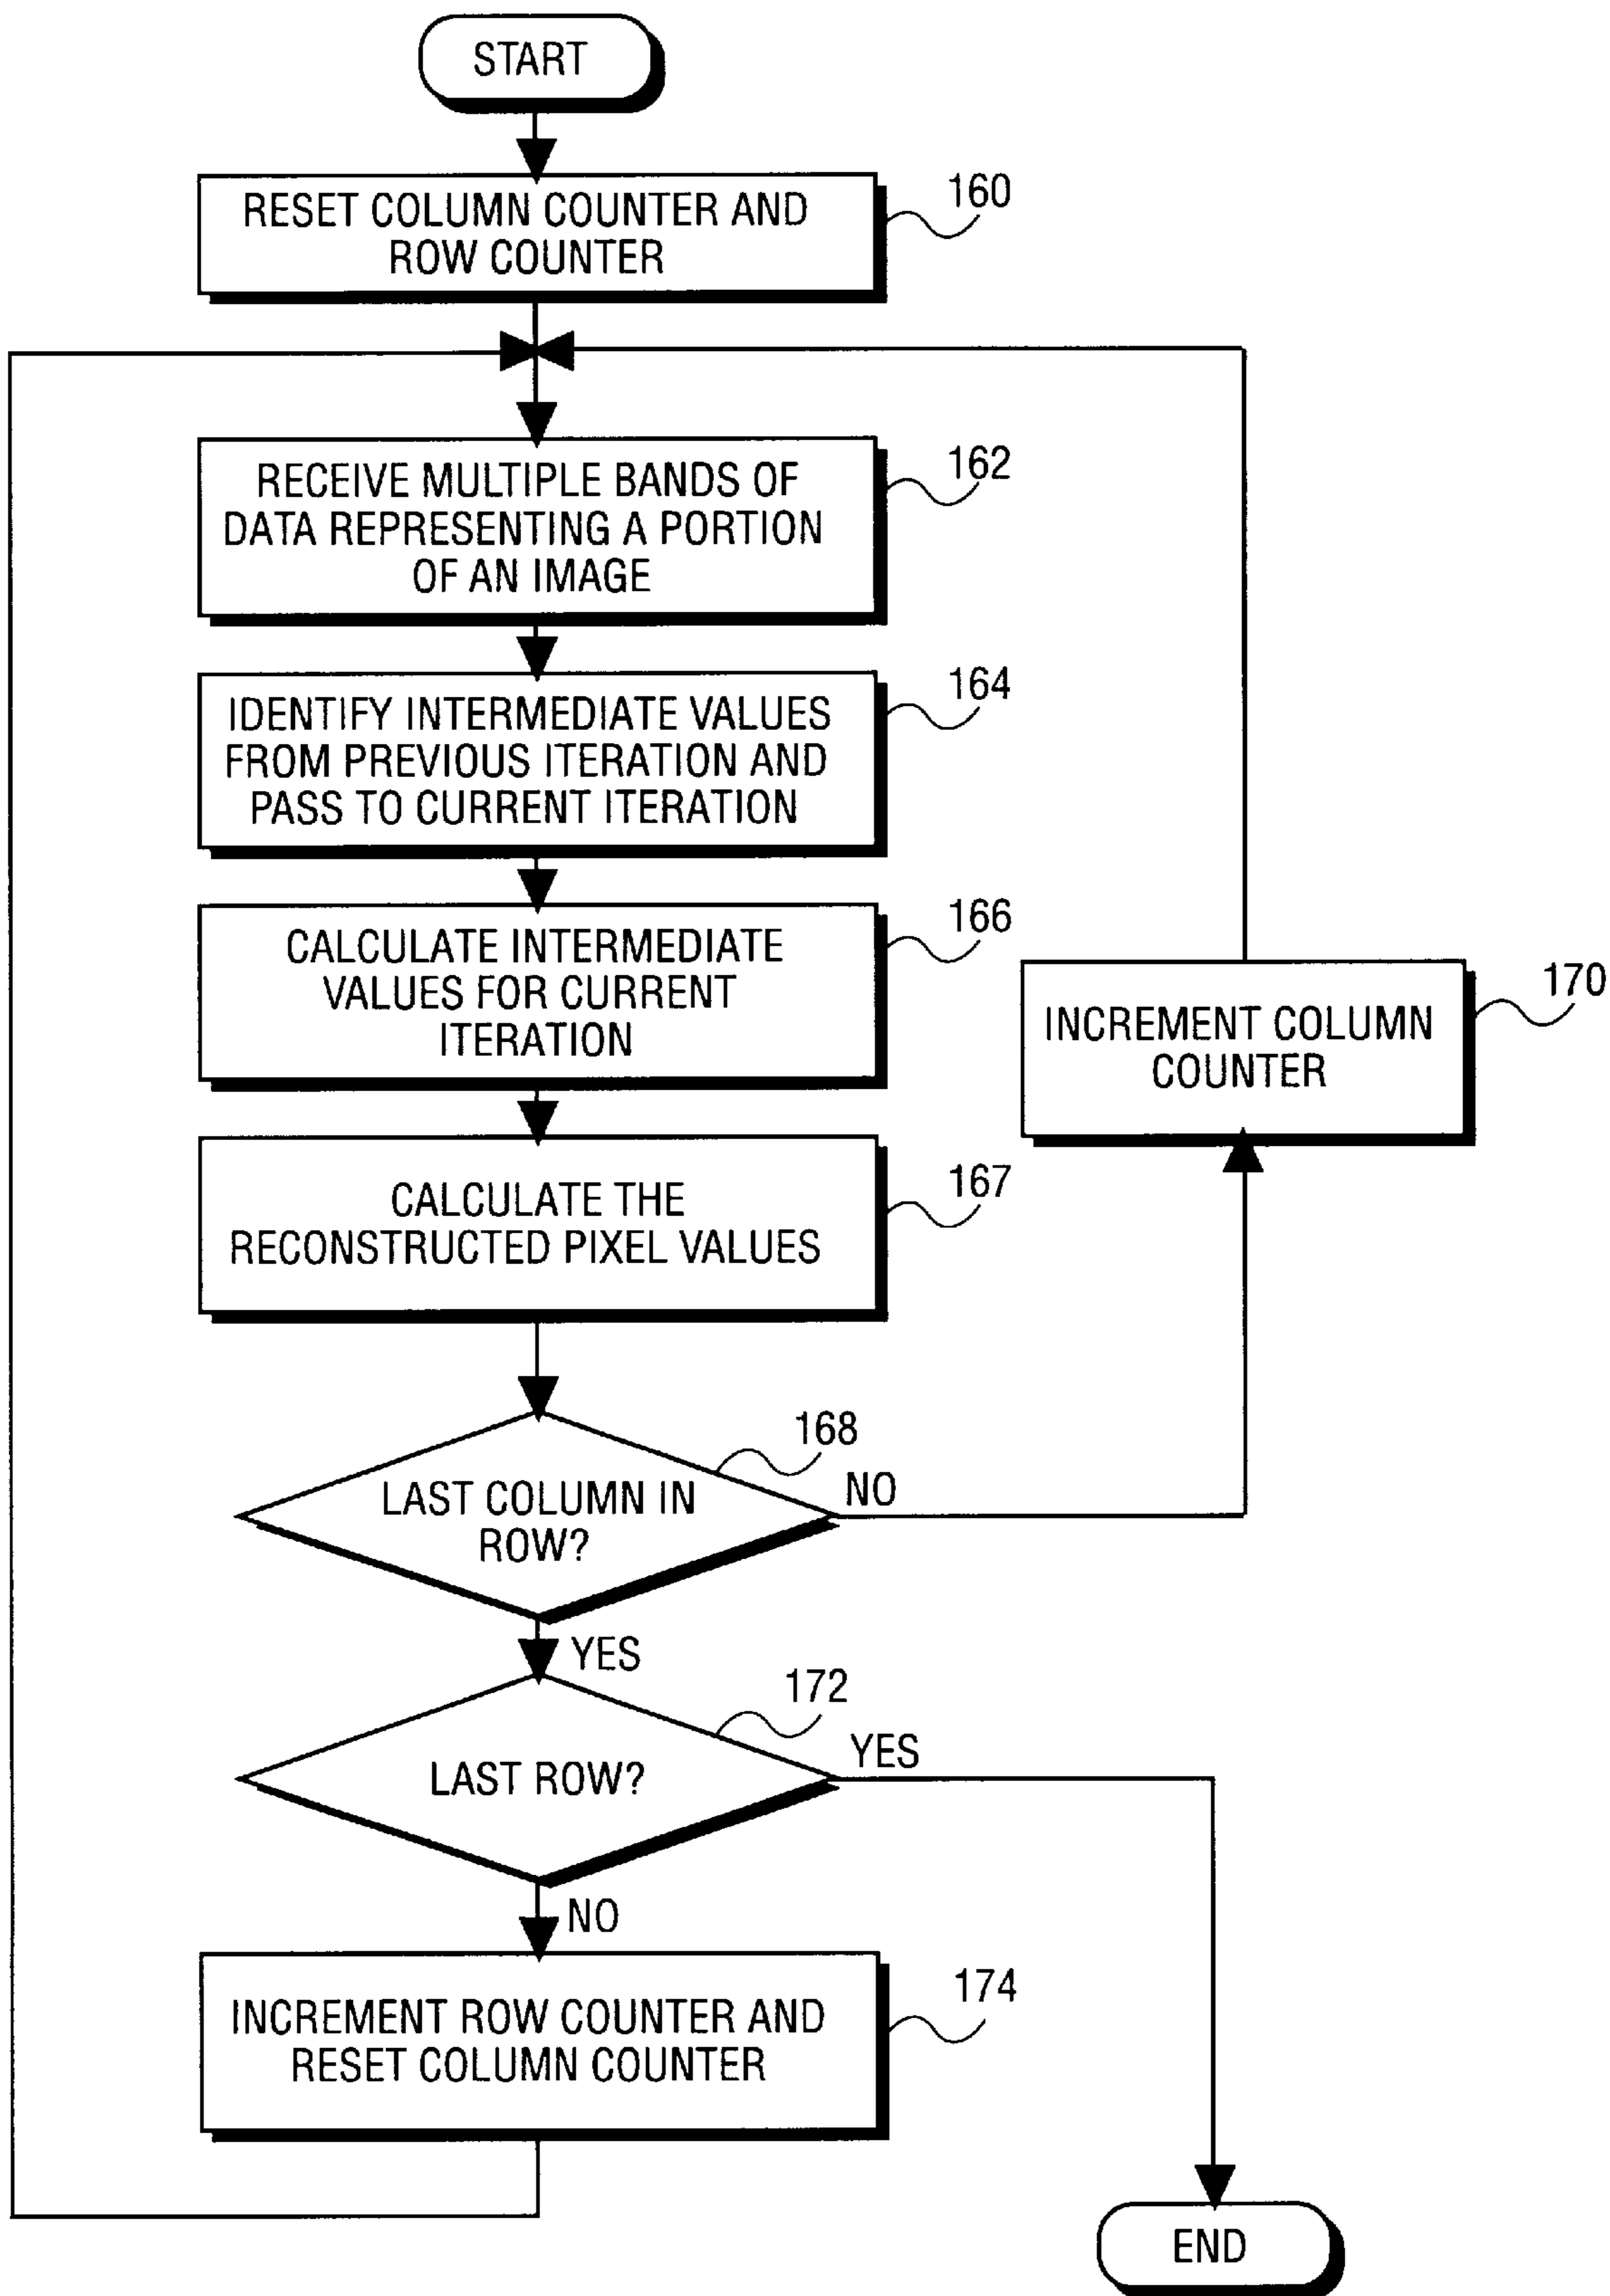 START
RESET COLUMN COUNTER AND
ROW COUNTER
160
RECEIVE MULTIPLE BANDS OF
DATA REPRESENTING A PORTION
OF AN IMAGE
162
IDENTIFY INTERMEDIATE VALUES
FROM PREVIOUS ITERATION AND
PASS TO CURRENT ITERATION
164
CALCULATE INTERMEDIATE
VALUES FOR CURRENT
ITERATION
166
INCREMENT COLUMN
COUNTER
170
CALCULATE THE
RECONSTRUCTED PIXEL VALUES
167
LAST COLUMN IN
ROW?
168
NO
YES
LAST ROW?
172
YES
NO
INCREMENT ROW COUNTER AND
RESET COLUMN COUNTER
174
END